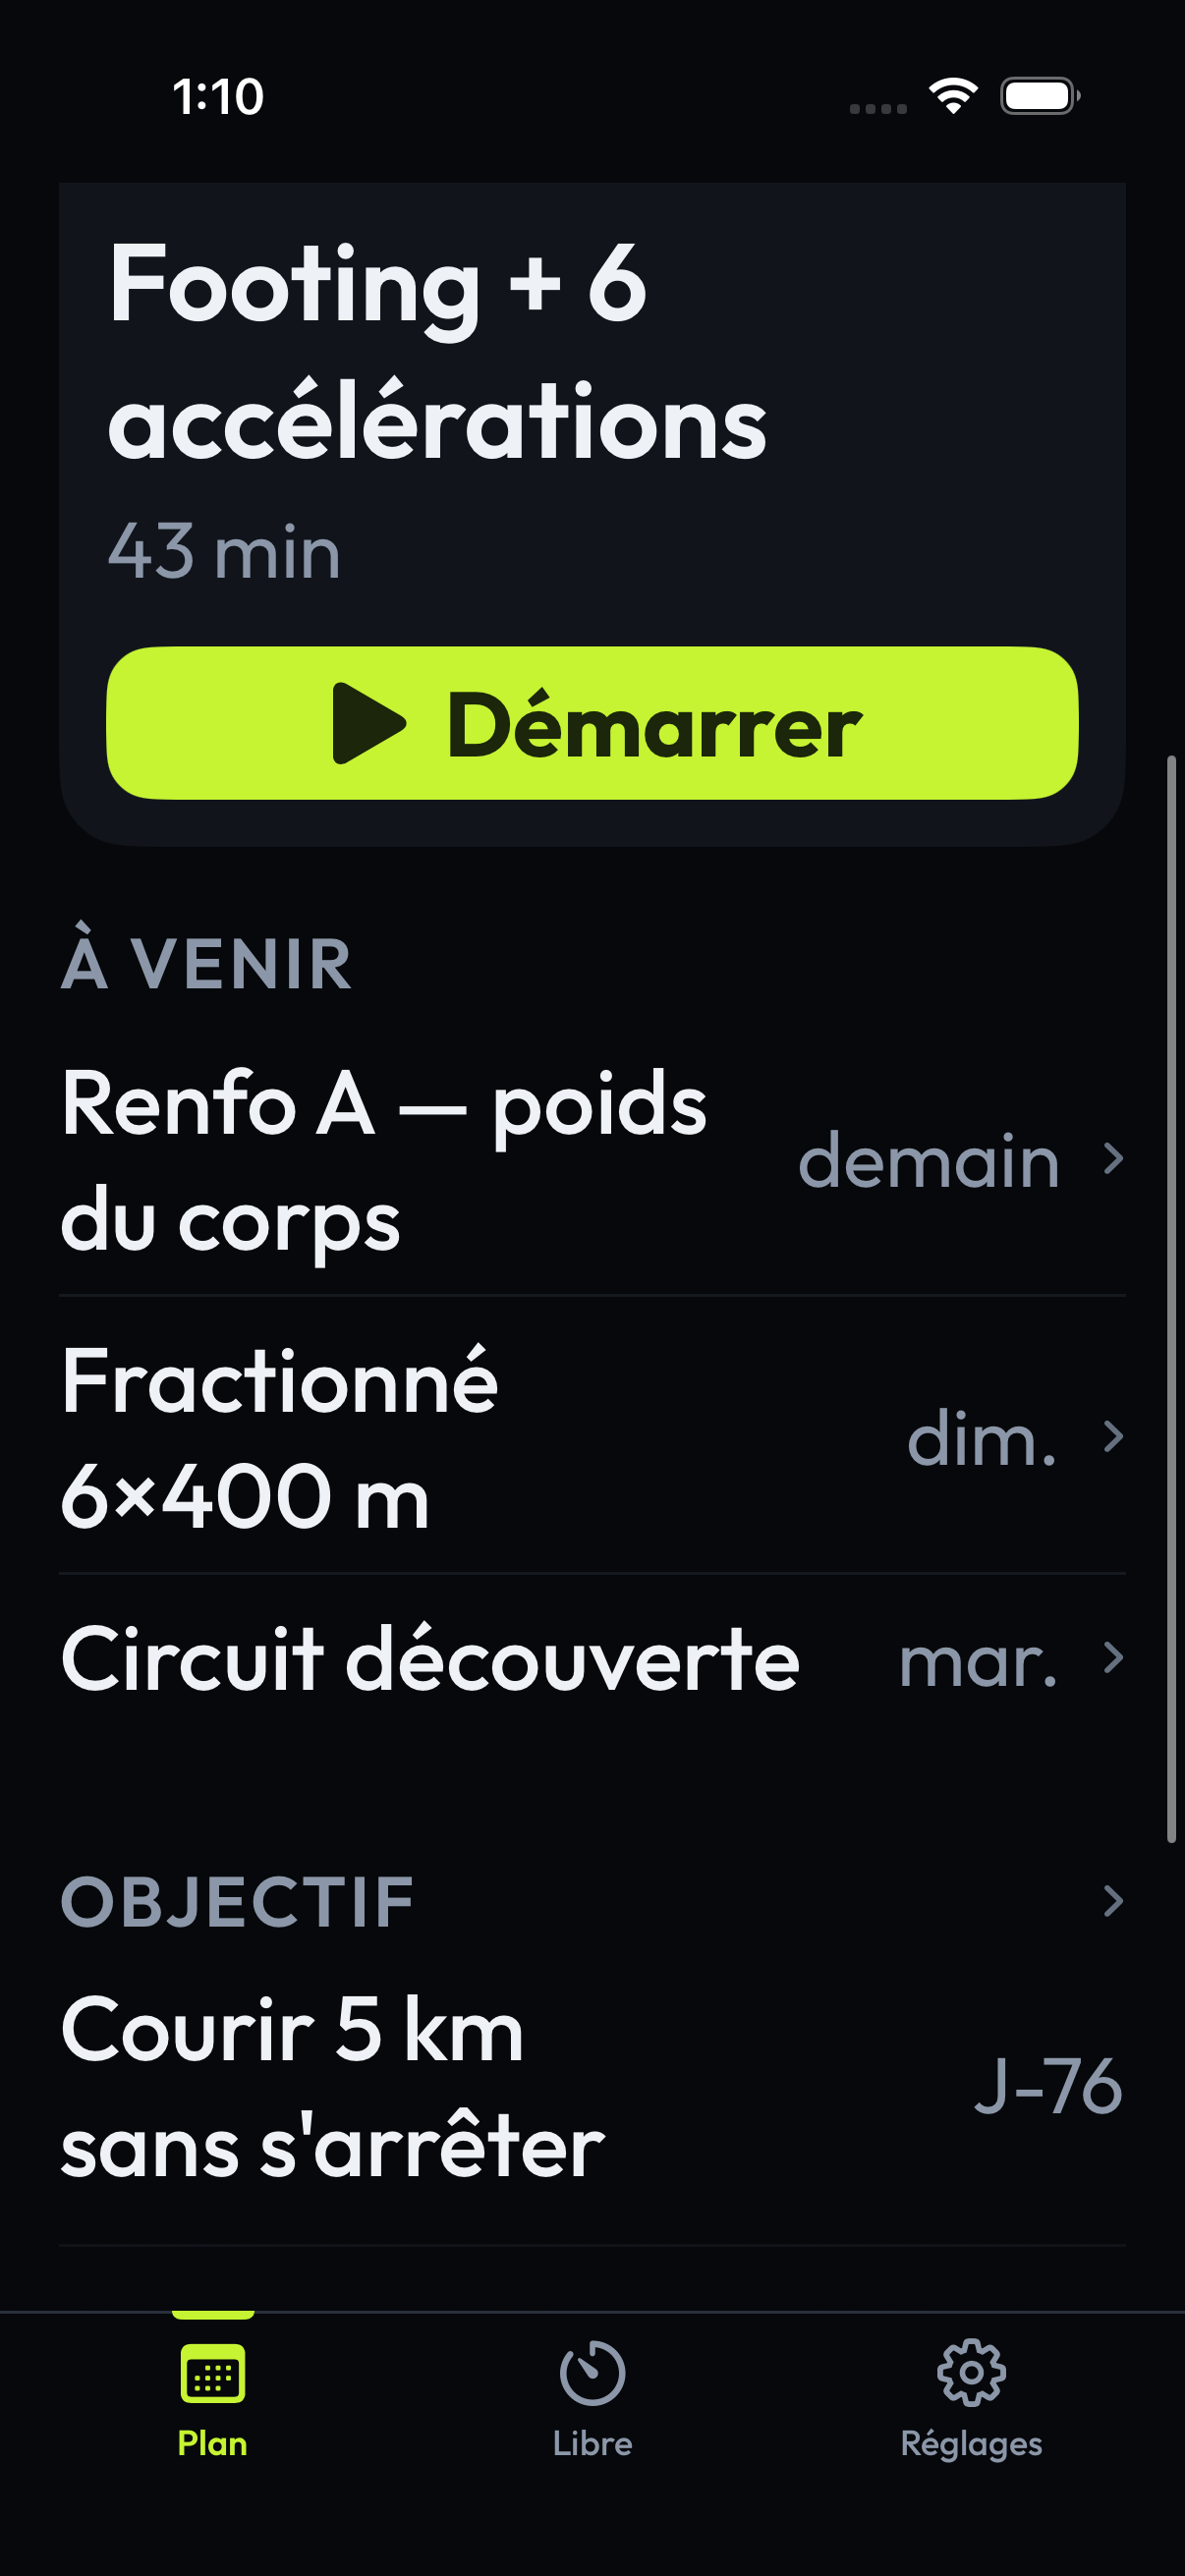 1:10
Footing + 6
accélérations
43 min
Démarrer
À VENIR
Renfo A — poids
du corps
demain
Fractionné
6×400 m
dim.
Circuit découverte
mar.
OBJECTIF
Courir 5 km
sans s'arrêter
J-76
Plan
Libre
Réglages